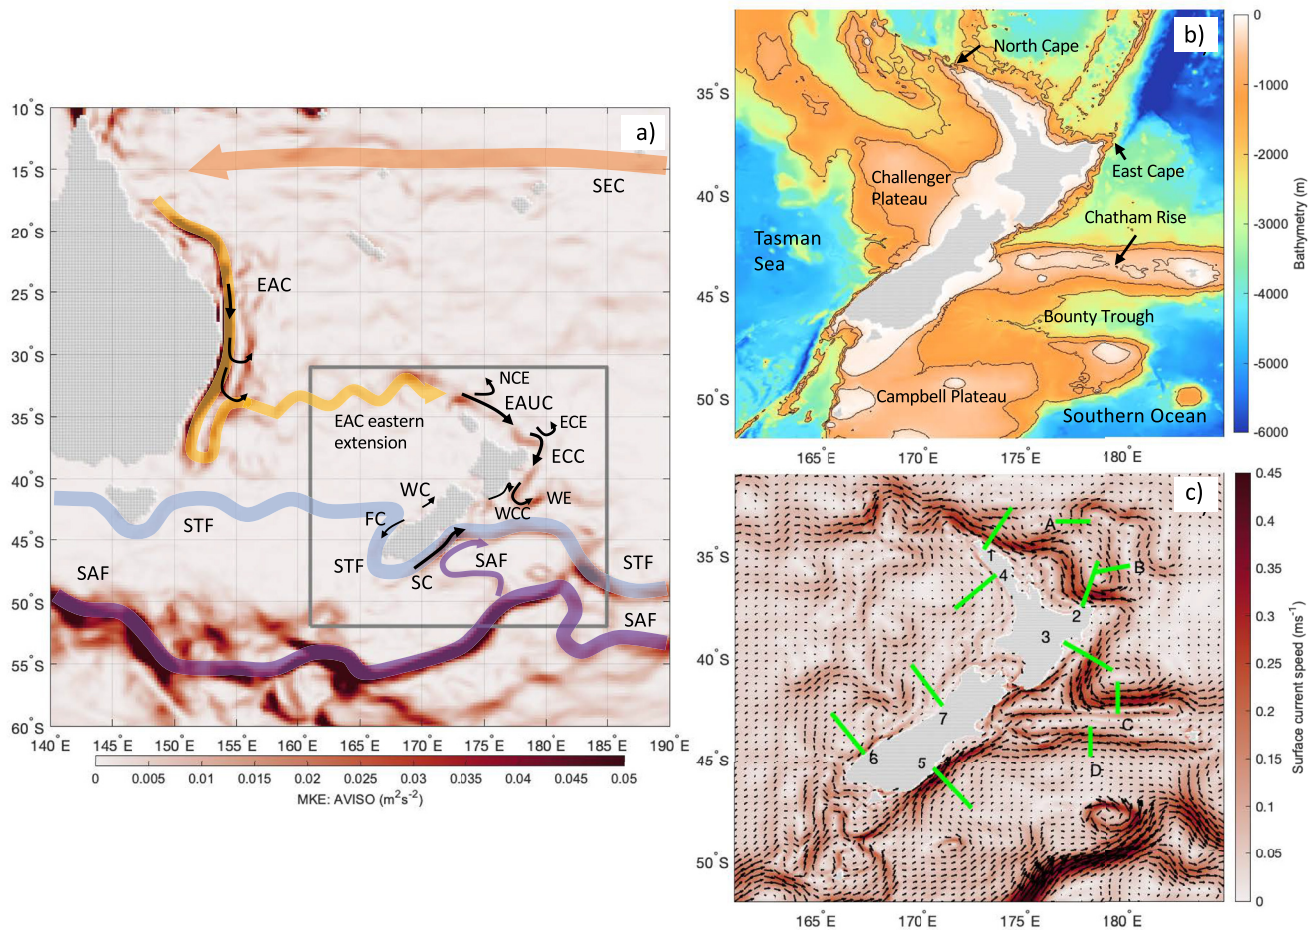 a)
10°S
15°S
20°S
25°S
30°S
35°S
40°S
45°S
50°S
55°S
60°S
140°E
145°E
150°E
155°E
160°E
165°E
170°E
175°E
180°E
185°E
190°E
SEC
EAC
NCE
EAUC
ECE
EAC eastern
extension
ECC
WC
WE
WCC
FC
STF
STF
SAF
STF
SC
SAF
SAF
0
0.005
0.01
0.015
0.02
0.025
0.03
0.035
0.04
0.045
0.05
MKE: AVISO (m²s⁻²)
b)
North Cape
35°S
East Cape
Challenger
Plateau
40°S
Chatham Rise
Tasman
Sea
45°S
Bounty Trough
Campbell Plateau
50°S
Southern Ocean
165°E
170°E
175°E
180°E
0
-1000
-2000
-3000
-4000
-5000
-6000
Bathymetry (m)
c)
A
35°S
1
B
4
2
3
40°S
7
C
6
5
45°S
D
50°S
165°E
170°E
175°E
180°E
0.45
0.4
0.35
0.3
0.25
0.2
0.15
0.1
0.05
0
Surface current speed (ms⁻¹)